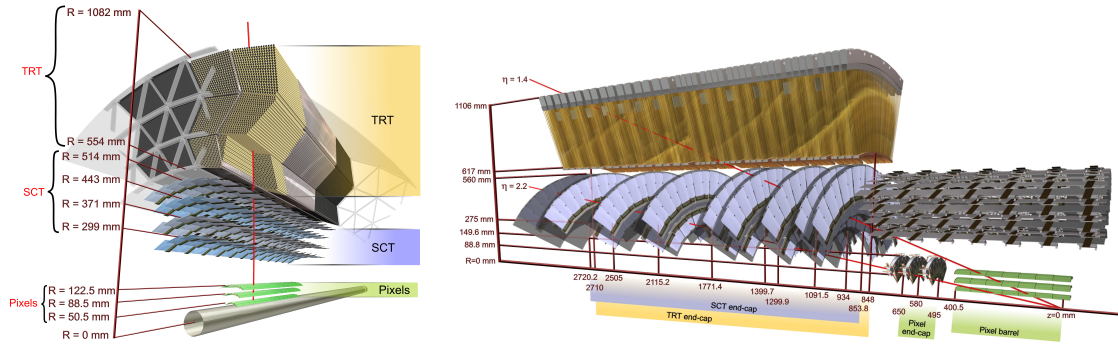 R = 1082 mm
TRT
R = 554 mm
R = 514 mm
R = 443 mm
SCT
R = 371 mm
R = 299 mm
R = 122.5 mm
Pixels
R = 88.5 mm
R = 50.5 mm
R = 0 mm
TRT
SCT
Pixels
η = 1.4
1106 mm
617 mm
560 mm
η = 2.2
275 mm
149.6 mm
88.8 mm
R=0 mm
2720.2
2710
2505
2115.2
1771.4
1399.7
1299.9
1091.5
934
853.8
848
650
580
495
400.5
z=0 mm
SCT end-cap
TRT end-cap
Pixel
end-cap
Pixel barrel